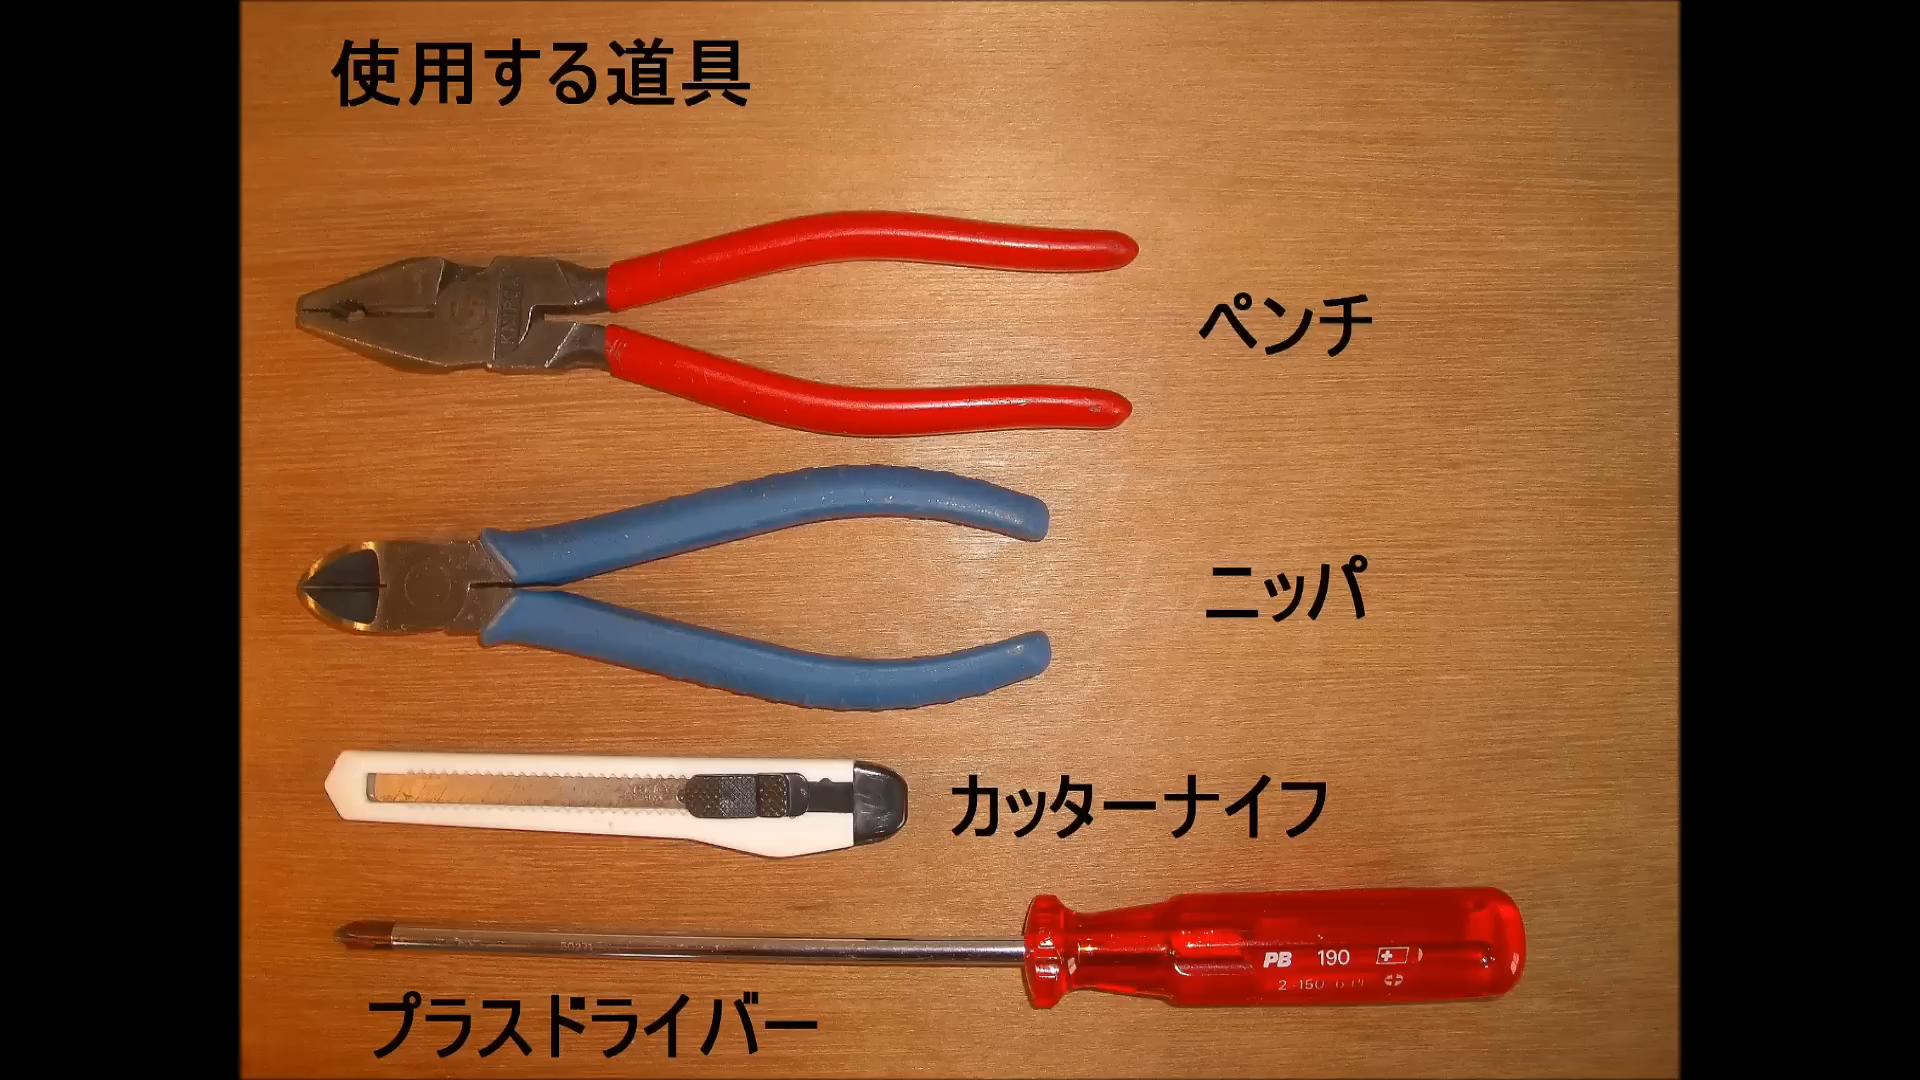 使用する道具
ペンチ
ニッパ
カッターナイフ
PB 190
プラスドライバー